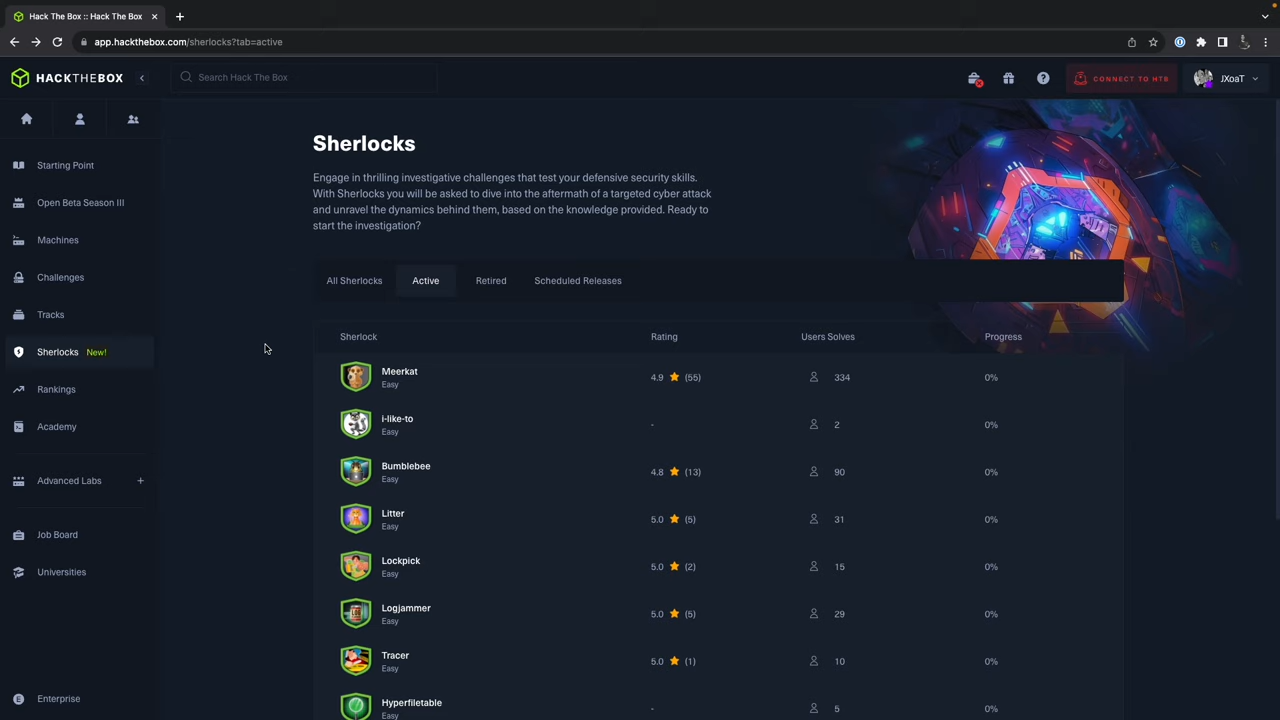 Hack The Box :: Hack The Box
app.hackthebox.com/sherlocks?tab=active
HACKTHEBOX
Search Hack The Box
CONNECT TO HTB
JXoaT
Starting Point
Open Beta Season III
Machines
Challenges
Tracks
Sherlocks New!
Rankings
Academy
Advanced Labs
Job Board
Universities
Enterprise
Sherlocks
Engage in thrilling investigative challenges that test your defensive security skills.
With Sherlocks you will be asked to dive into the aftermath of a targeted cyber attack
and unravel the dynamics behind them, based on the knowledge provided. Ready to
start the investigation?
All Sherlocks Active Retired Scheduled Releases
Sherlock Rating Users Solves Progress
Meerkat
Easy
4.9 (55) 334 0%
i-like-to
Easy
- 2 0%
Bumblebee
Easy
4.8 (13) 90 0%
Litter
Easy
5.0 (5) 31 0%
Lockpick
Easy
5.0 (2) 15 0%
Logjammer
Easy
5.0 (5) 29 0%
Tracer
Easy
5.0 (1) 10 0%
Hyperfiletable
Easy
- 5 0%